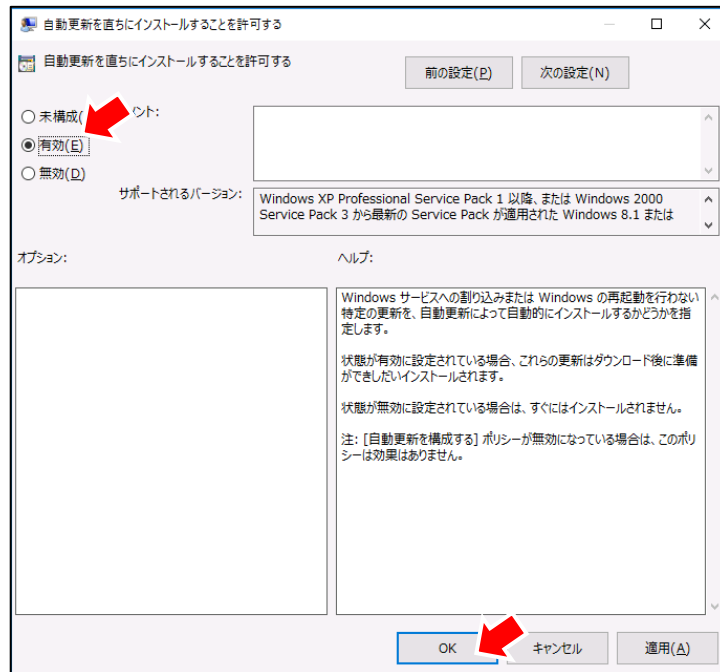 自動更新を直ちにインストールすることを許可する
自動更新を直ちにインストールすることを許可する
前の設定(P)
次の設定(N)
未構成(
ント:
有効(E)
無効(D)
サポートされるバージョン:
Windows XP Professional Service Pack 1 以降、または Windows 2000
Service Pack 3 から最新の Service Pack が適用された Windows 8.1 または
オプション:
ヘルプ:
Windows サービスへの割り込みまたは Windows の再起動を行わない
特定の更新を、自動更新によって自動的にインストールするかどうかを指
定します。
状態が有効に設定されている場合、これらの更新はダウンロード後に準備
ができしだいインストールされます。
状態が無効に設定されている場合は、すぐにはインストールされません。
注: [自動更新を構成する] ポリシーが無効になっている場合は、このポリ
シーは効果はありません。
OK
キャンセル
適用(A)